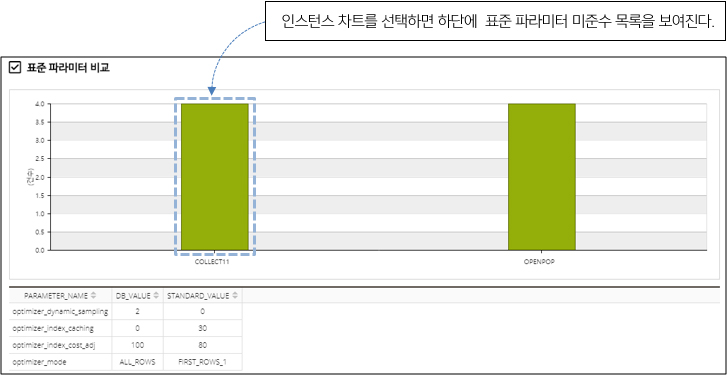 인스턴스 차트를 선택하면 하단에 표준 파라미터 미준수 목록을 보여진다.
표준 파라미터 비교
4.0
3.5
3.0
2.5
(건수)
2.0
1.5
1.0
0.5
0.0
COLLECT11 OPENPOP
PARAMETER_NAME DB_VALUE STANDARD_VALUE
optimizer_dynamic_sampling 2 0
optimizer_index_caching 0 30
optimizer_index_cost_adj 100 80
optimizer_mode ALL_ROWS FIRST_ROWS_1